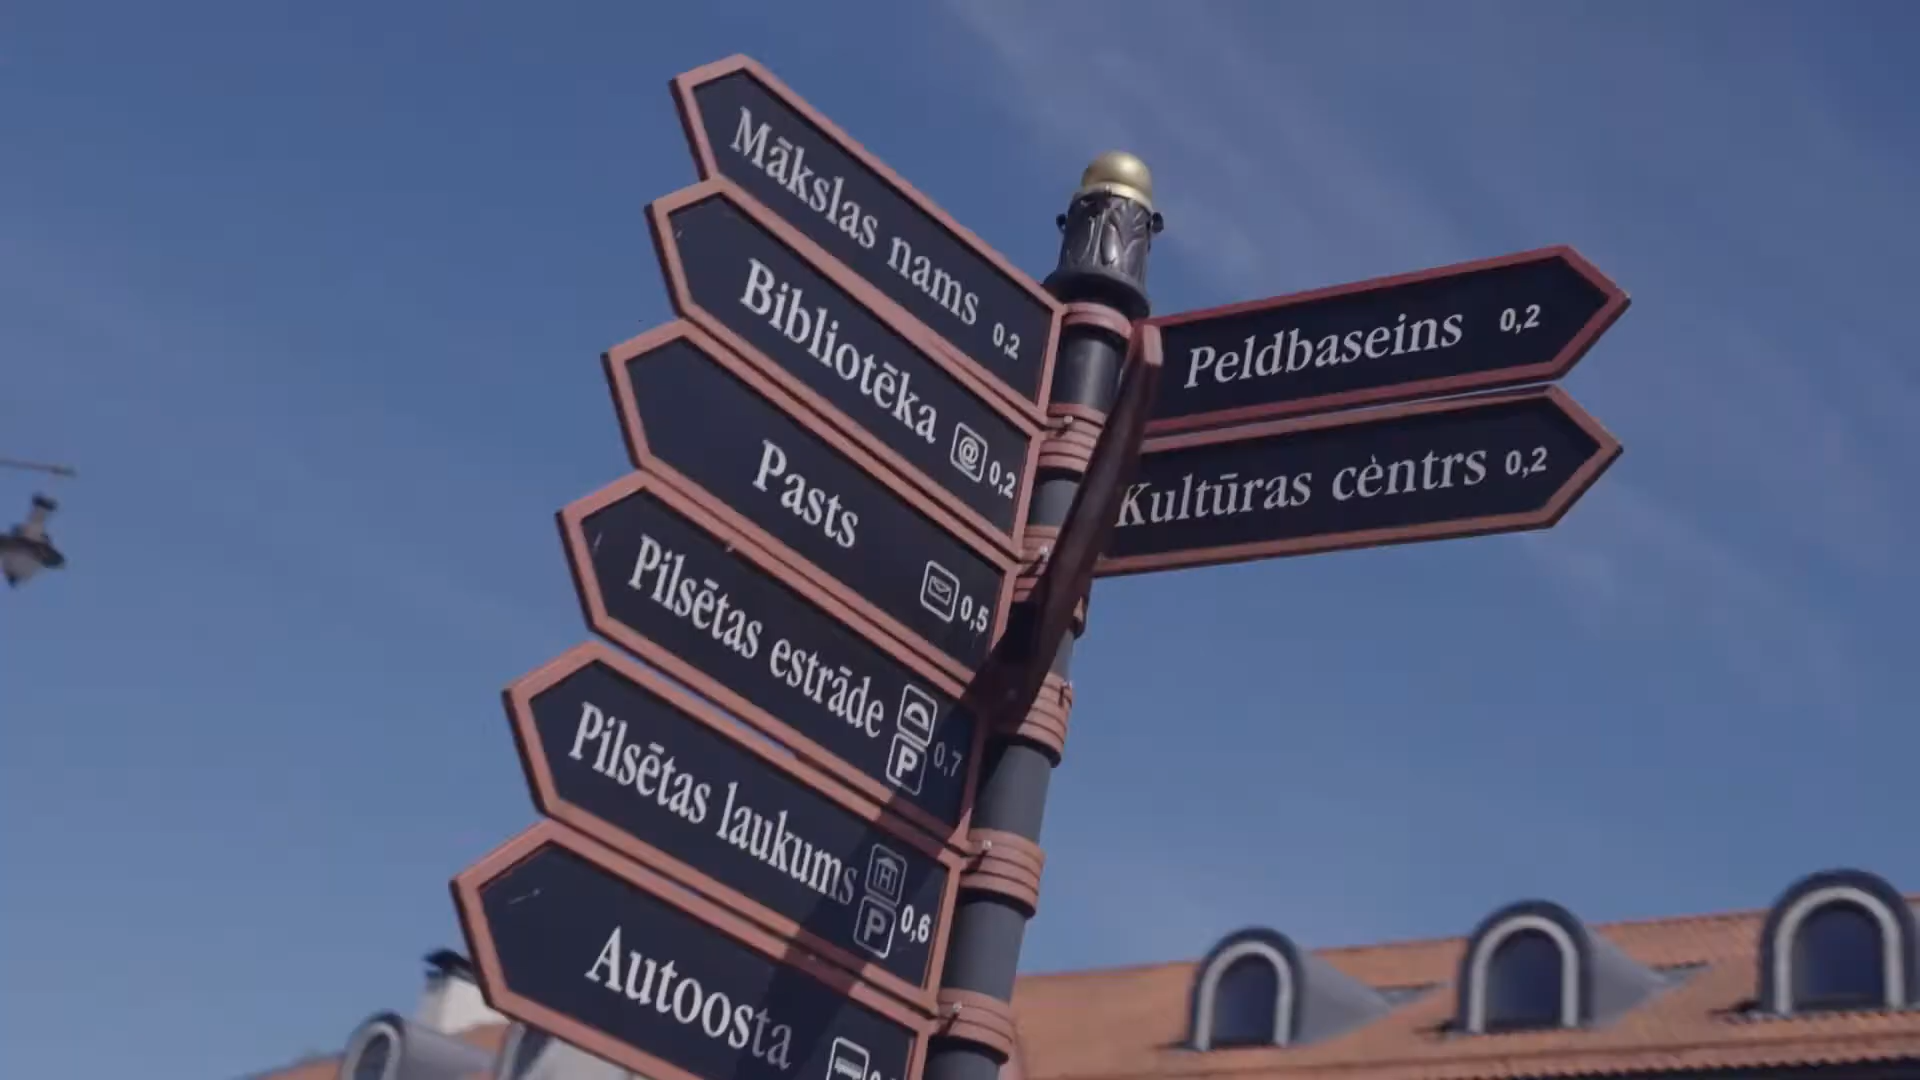 Mākslas nams 0,2
Bibliotēka @ 0,2
Pasts 0,5
Pilsētas estrāde P 0,7
Pilsētas laukums H P 0,6
Autoosta
Peldbaseins 0,2
Kultūras cèntrs 0,2